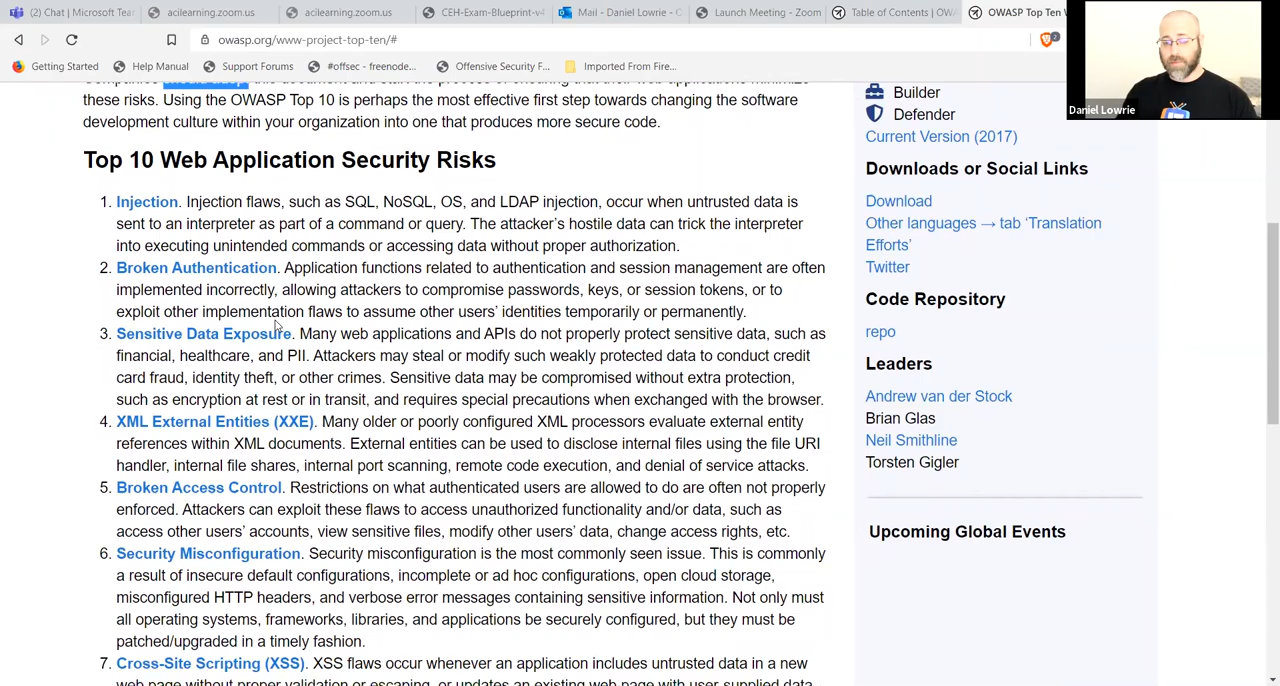 (2) Chat | Microsoft Tea
acilearning.zoom.us
acilearning.zoom.us
CEH-Exam-Blueprint-v4
Mail - Daniel Lowrie - C
Launch Meeting - Zoom
Table of Contents | OW
OWASP Top Ten
owasp.org/www-project-top-ten/#
2
Getting Started
Help Manual
Support Forums
#offsec – freenode...
Offensive Security F...
Imported From Fire...
Daniel Lowrie
these risks. Using the OWASP Top 10 is perhaps the most effective first step towards changing the software
development culture within your organization into one that produces more secure code.
Top 10 Web Application Security Risks
1. Injection. Injection flaws, such as SQL, NoSQL, OS, and LDAP injection, occur when untrusted data is
sent to an interpreter as part of a command or query. The attacker's hostile data can trick the interpreter
into executing unintended commands or accessing data without proper authorization.
2. Broken Authentication. Application functions related to authentication and session management are often
implemented incorrectly, allowing attackers to compromise passwords, keys, or session tokens, or to
exploit other implementation flaws to assume other users' identities temporarily or permanently.
3. Sensitive Data Exposure. Many web applications and APIs do not properly protect sensitive data, such as
financial, healthcare, and PII. Attackers may steal or modify such weakly protected data to conduct credit
card fraud, identity theft, or other crimes. Sensitive data may be compromised without extra protection,
such as encryption at rest or in transit, and requires special precautions when exchanged with the browser.
4. XML External Entities (XXE). Many older or poorly configured XML processors evaluate external entity
references within XML documents. External entities can be used to disclose internal files using the file URI
handler, internal file shares, internal port scanning, remote code execution, and denial of service attacks.
5. Broken Access Control. Restrictions on what authenticated users are allowed to do are often not properly
enforced. Attackers can exploit these flaws to access unauthorized functionality and/or data, such as
access other users' accounts, view sensitive files, modify other users' data, change access rights, etc.
6. Security Misconfiguration. Security misconfiguration is the most commonly seen issue. This is commonly
a result of insecure default configurations, incomplete or ad hoc configurations, open cloud storage,
misconfigured HTTP headers, and verbose error messages containing sensitive information. Not only must
all operating systems, frameworks, libraries, and applications be securely configured, but they must be
patched/upgraded in a timely fashion.
7. Cross-Site Scripting (XSS). XSS flaws occur whenever an application includes untrusted data in a new
web page without proper validation or escaping, or updates an existing web page with user-supplied data
Builder
Defender
Current Version (2017)
Downloads or Social Links
Download
Other languages → tab 'Translation
Efforts'
Twitter
Code Repository
repo
Leaders
Andrew van der Stock
Brian Glas
Neil Smithline
Torsten Gigler
Upcoming Global Events